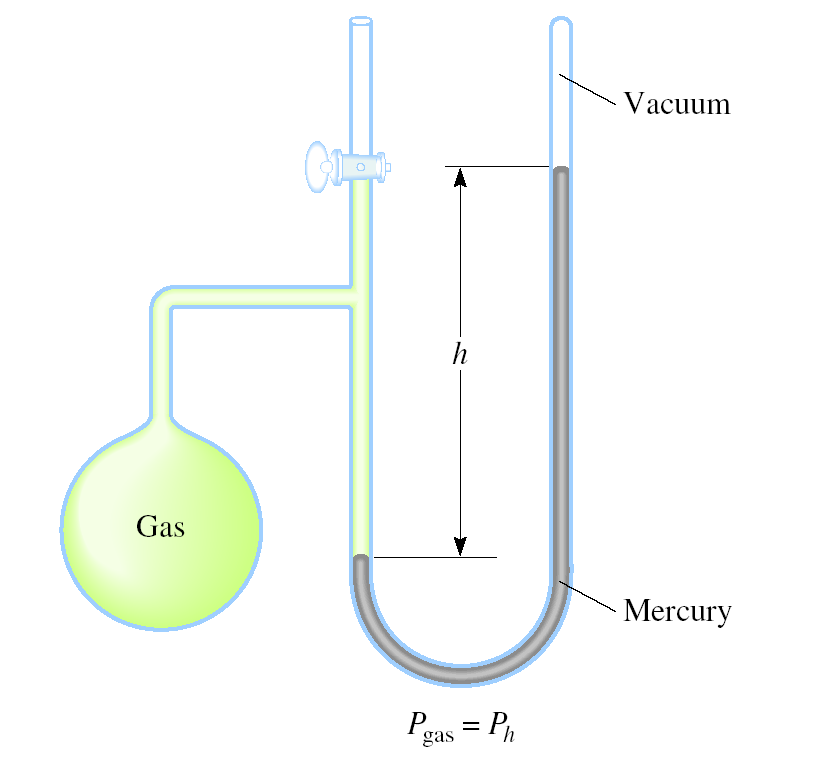 Vacuum
h
Gas
Mercury
P_gas = P_h